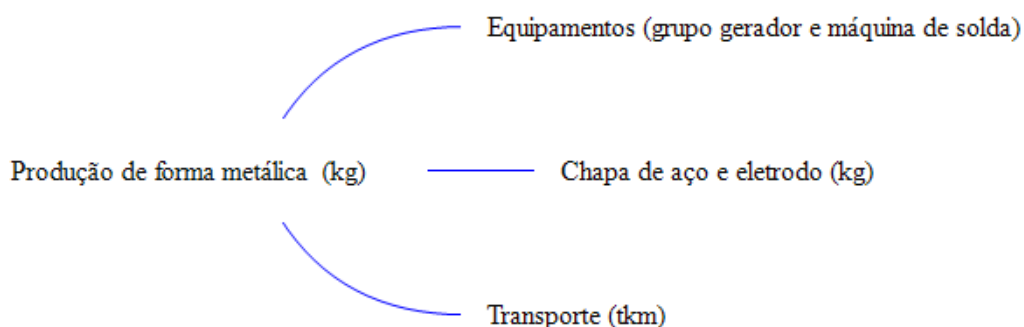 Equipamentos (grupo gerador e máquina de solda)
Produção de forma metálica (kg)
Chapa de aço e eletrodo (kg)
Transporte (tkm)